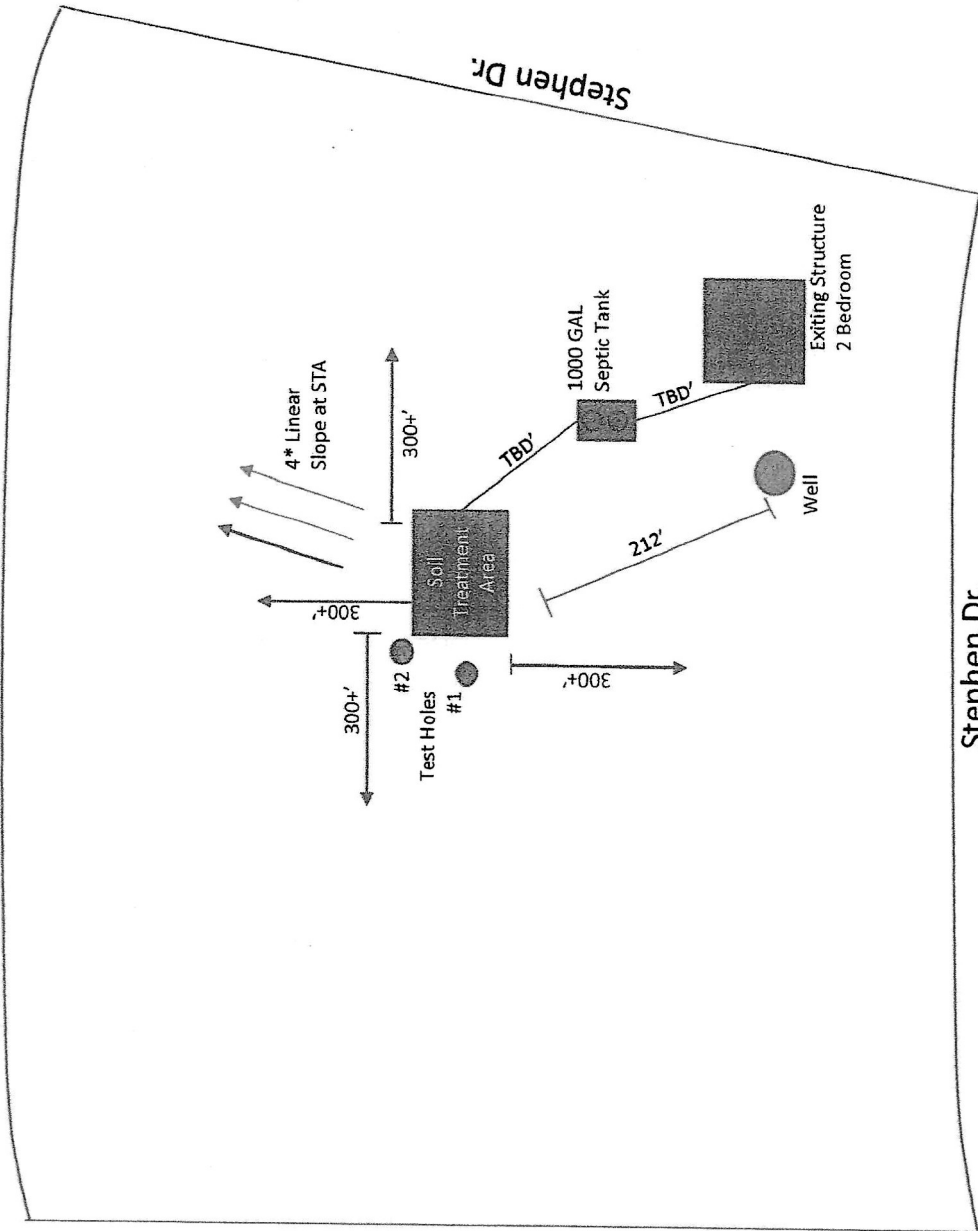 Stephen Dr.
4* Linear
Slope at STA
300+'
300+'
300+'
#2
Test Holes
#1
Soil
Treatment
Area
300+'
TBD'
1000 GAL
Septic Tank
TBD'
212'
Well
Exiting Structure
2 Bedroom
Stephen Dr.